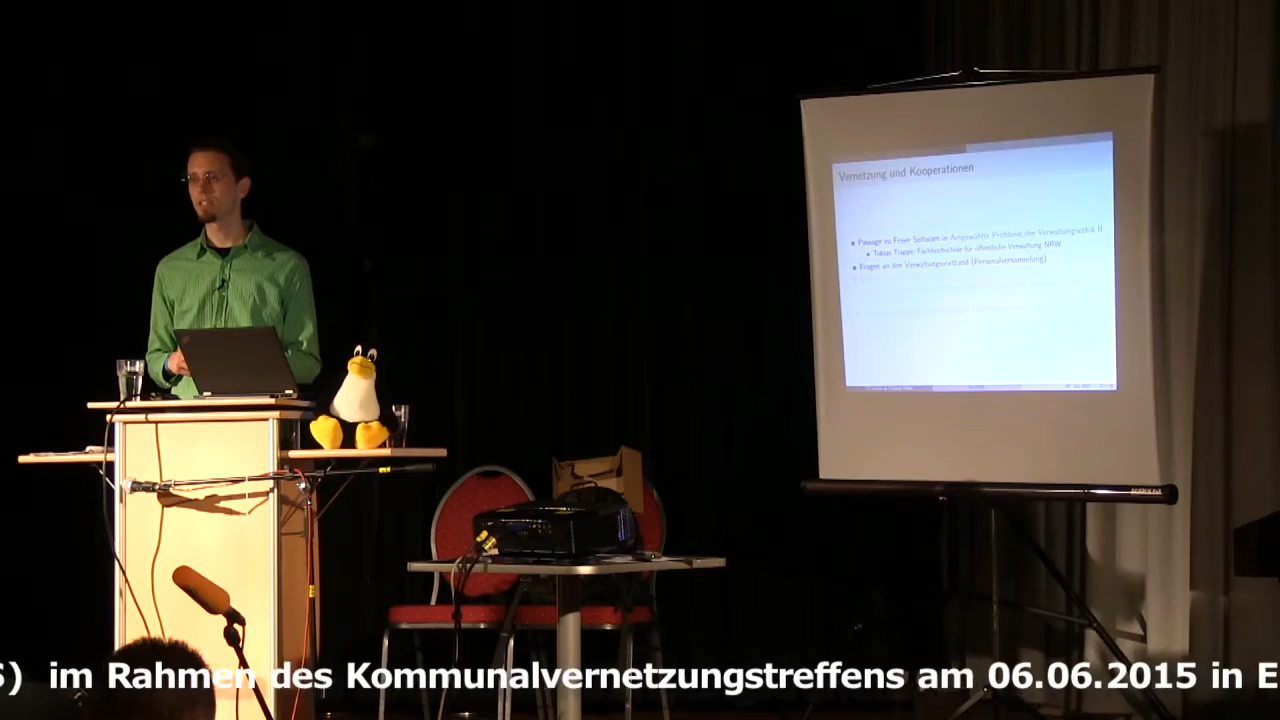 Vernetzung und Kooperationen
Passage zu Freier Software in Ausgewählte Probleme der Verwaltungsethik II
Tobias Trappe, Fachhochschule für öffentliche Verwaltung NRW
Fragen an den Verwaltungsvorstand (Personalversammlung)
S) im Rahmen des Kommunalvernetzungstreffens am 06.06.2015 in E